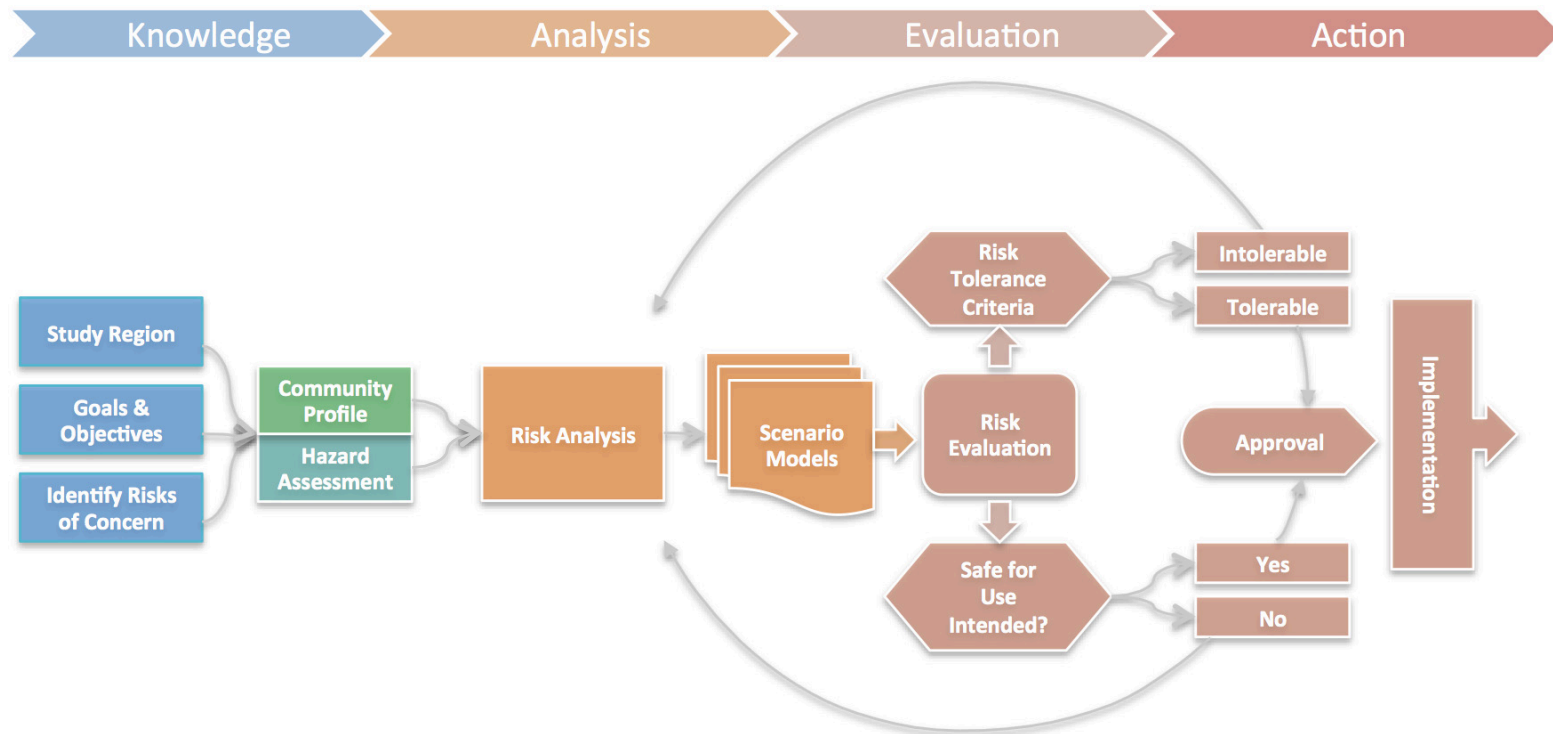 Knowledge
Analysis
Evaluation
Action
Study Region
Goals &
Objectives
Identify Risks
of Concern
Community
Profile
Hazard
Assessment
Risk Analysis
Scenario
Models
Risk
Evaluation
Risk
Tolerance
Criteria
Safe for
Use
Intended?
Intolerable
Tolerable
Approval
Yes
No
Implementation